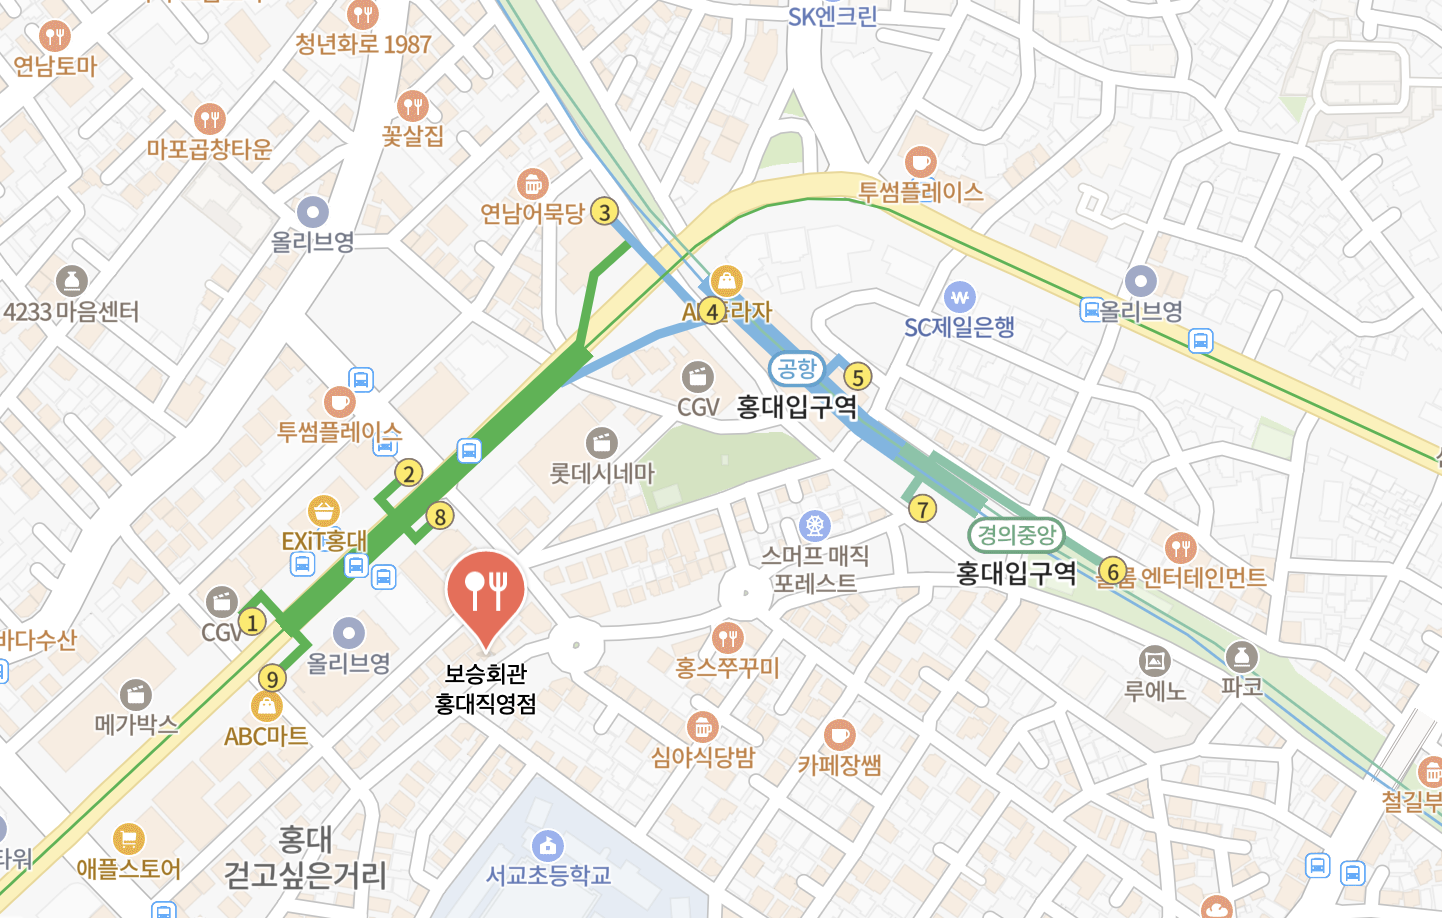 SK엔크린
청년화로 1987
연남토마
꽃살집
마포곱창타운
투썸플레이스
연남어묵당
3
올리브영
4233 마음센터
4
올리브영
SC제일은행
공항
5
홍대입구역
CGV
투썸플레이스
롯데시네마
2
7
8
EXiT홍대
경의중앙
홍대입구역
스머프 매직
포레스트
6
엔터테인먼트
CGV
1
바다수산
올리브영
보승회관
홍대직영점
9
홍스쭈꾸미
루에노
파코
메가박스
ABC마트
심야식당밤
카페장쌤
철길부
타워
애플스토어
홍대
걷고싶은거리
서교초등학교